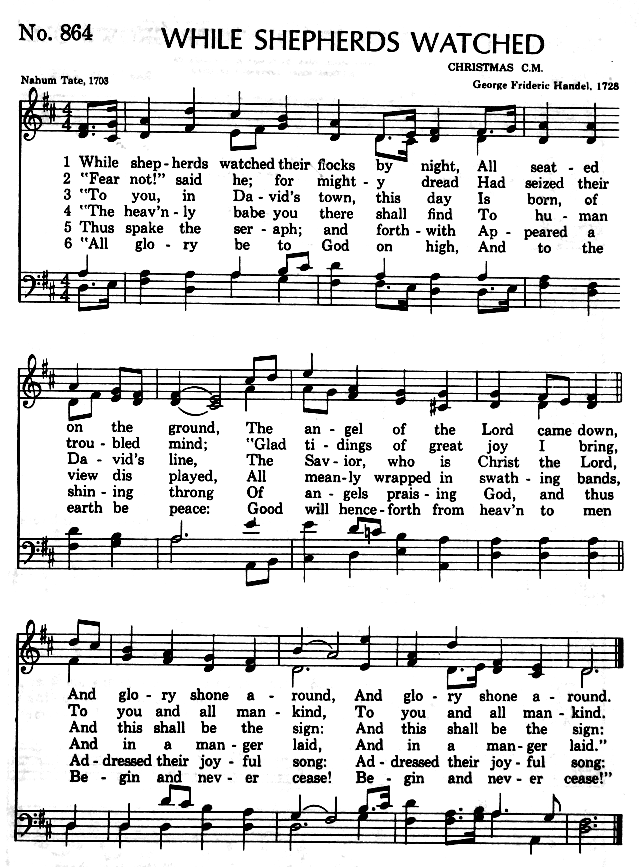 No. 864
WHILE SHEPHERDS WATCHED
CHRISTMAS C.M.
Nahum Tate, 1703
George Frideric Handel, 1728
1 While shep-herds watched their flocks by night, All seat - ed
2 "Fear not!" said he; for might - y dread Had seized their
3 "To you, in Da - vid's town, this day Is born, of
4 "The heav'n - ly babe you there shall find To hu - man
5 Thus spake the ser - aph; and forth - with Ap - peared a
6 "All glo - ry be to God on high, And to the
on the ground, The an - gel of the Lord came down,
trou - bled mind; "Glad ti - dings of great joy I bring,
Da - vid's line, The Sav - ior, who is Christ the Lord,
view dis played, All mean-ly wrapped in swath - ing bands,
shin - ing throng Of an - gels prais - ing God, and thus
earth be peace: Good will hence-forth from heav'n to men
And glo - ry shone a - round, And glo - ry shone a - round.
To you and all man - kind, To you and all man - kind.
And this shall be the sign: And this shall be the sign:
And in a man - ger laid, And in a man - ger laid."
Ad-dressed their joy - ful song: Ad-dressed their joy - ful song:
Be - gin and nev - er cease! Be - gin and nev - er cease!"